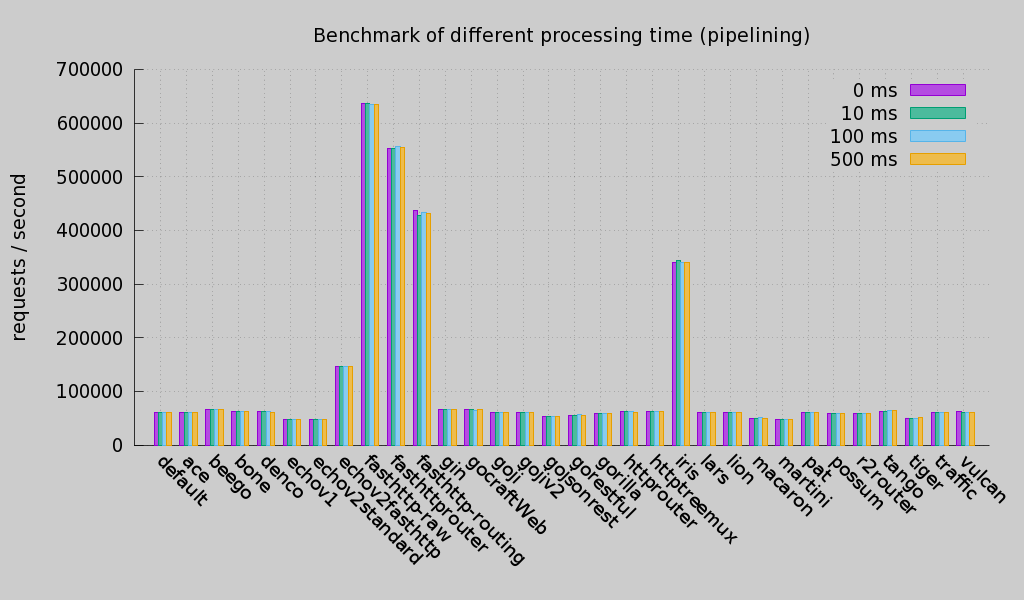 Benchmark of different processing time (pipelining)
700000
600000
500000
400000
300000
200000
100000
0
requests / second
0 ms
10 ms
100 ms
500 ms
default
ace
beego
bone
denco
echov1
echov2standard
echov2fasthttp
fasthttp-raw
fasthttprouter
fasthttp-routing
gin
gocraftWeb
goji
gojiv2
gojsonrest
gorestful
gorilla
httprouter
httptreemux
iris
lars
lion
macaron
martini
pat
possum
r2router
tango
tiger
traffic
vulcan